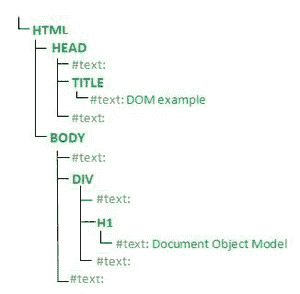 HTML
HEAD
#text:
TITLE
#text: DOM example
#text:
BODY
#text:
DIV
#text:
H1
#text: Document Object Model
#text:
#text: